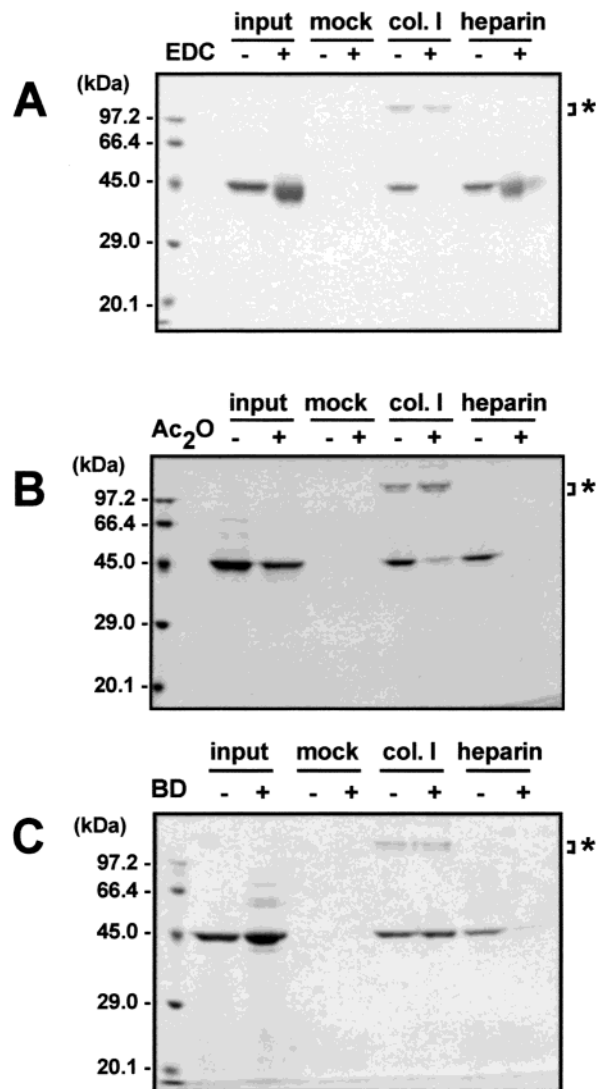 input mock col. I heparin
EDC - + - + - + - +
A
(kDa)
97.2 -
66.4 -
45.0 -
29.0 -
20.1 -
*
input mock col. I heparin
Ac2O - + - + - + - +
B
(kDa)
97.2 -
66.4 -
45.0 -
29.0 -
20.1 -
*
input mock col. I heparin
BD - + - + - + - +
C
(kDa)
97.2 -
66.4 -
45.0 -
29.0 -
20.1 -
*